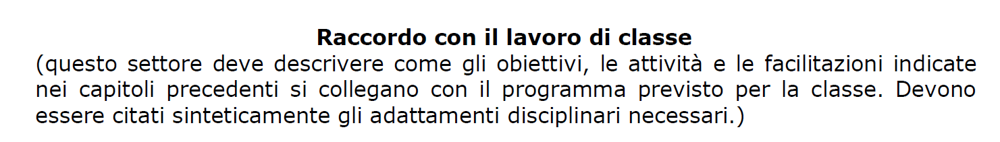 Raccordo con il lavoro di classe
(questo settore deve descrivere come gli obiettivi, le attività e le facilitazioni indicate
nei capitoli precedenti si collegano con il programma previsto per la classe. Devono
essere citati sinteticamente gli adattamenti disciplinari necessari.)